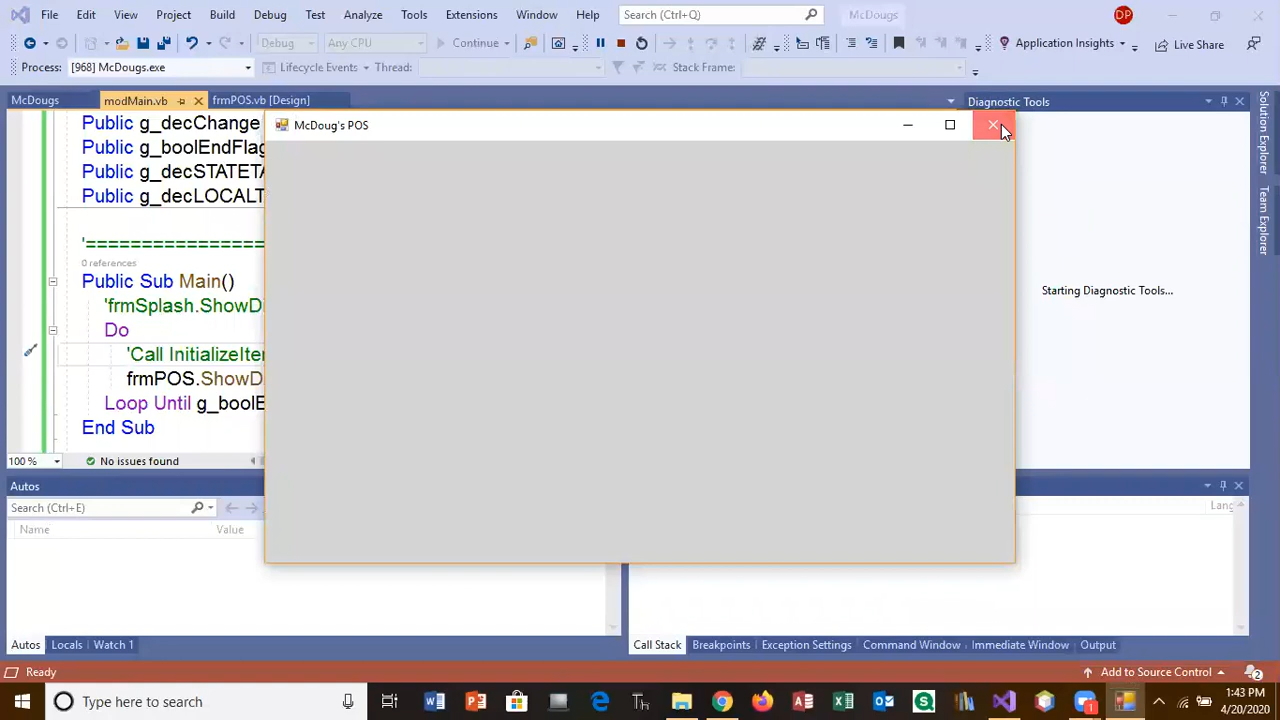 File Edit View Project Build Debug Test Analyze Tools Extensions Window Help Search (Ctrl+Q) McDougs DP
Debug Any CPU Continue Application Insights Live Share
Process: [968] McDougs.exe Lifecycle Events Thread: Stack Frame:
McDougs modMain.vb frmPOS.vb [Design] Diagnostic Tools
Public g_decChange
Public g_boolEndFlag
Public g_decSTATETA
Public g_decLOCALT
McDoug's POS
'=================
0 references
Public Sub Main()
'frmSplash.ShowD
Do
'Call InitializeIter
frmPOS.ShowD
Loop Until g_boolE
End Sub
Starting Diagnostic Tools...
Solution Explorer
Team Explorer
100 % No issues found
Autos
Search (Ctrl+E)
Name Value
Lang
Autos Locals Watch 1
Call Stack Breakpoints Exception Settings Command Window Immediate Window Output
Ready Add to Source Control 2
Type here to search
1:43 PM
4/20/2020